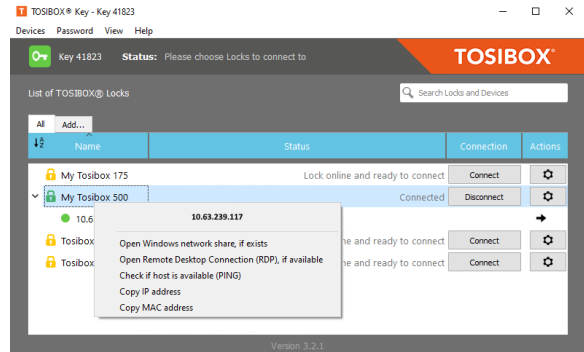 TOSIBOX® Key - Key 41823
Devices Password View Help
Key 41823 Status: Please choose Locks to connect to
TOSIBOX®
List of TOSIBOX® Locks
Search Locks and Devices
All Add...
Name Status Connection Actions
My Tosibox 175 Lock online and ready to connect Connect
My Tosibox 500 Connected Disconnect
10.6
10.63.239.117
Tosibox ne and ready to connect Connect
Open Windows network share, if exists
Open Remote Desktop Connection (RDP), if available
Tosibox ne and ready to connect Connect
Check if host is available (PING)
Copy IP address
Copy MAC address
Version 3.2.1